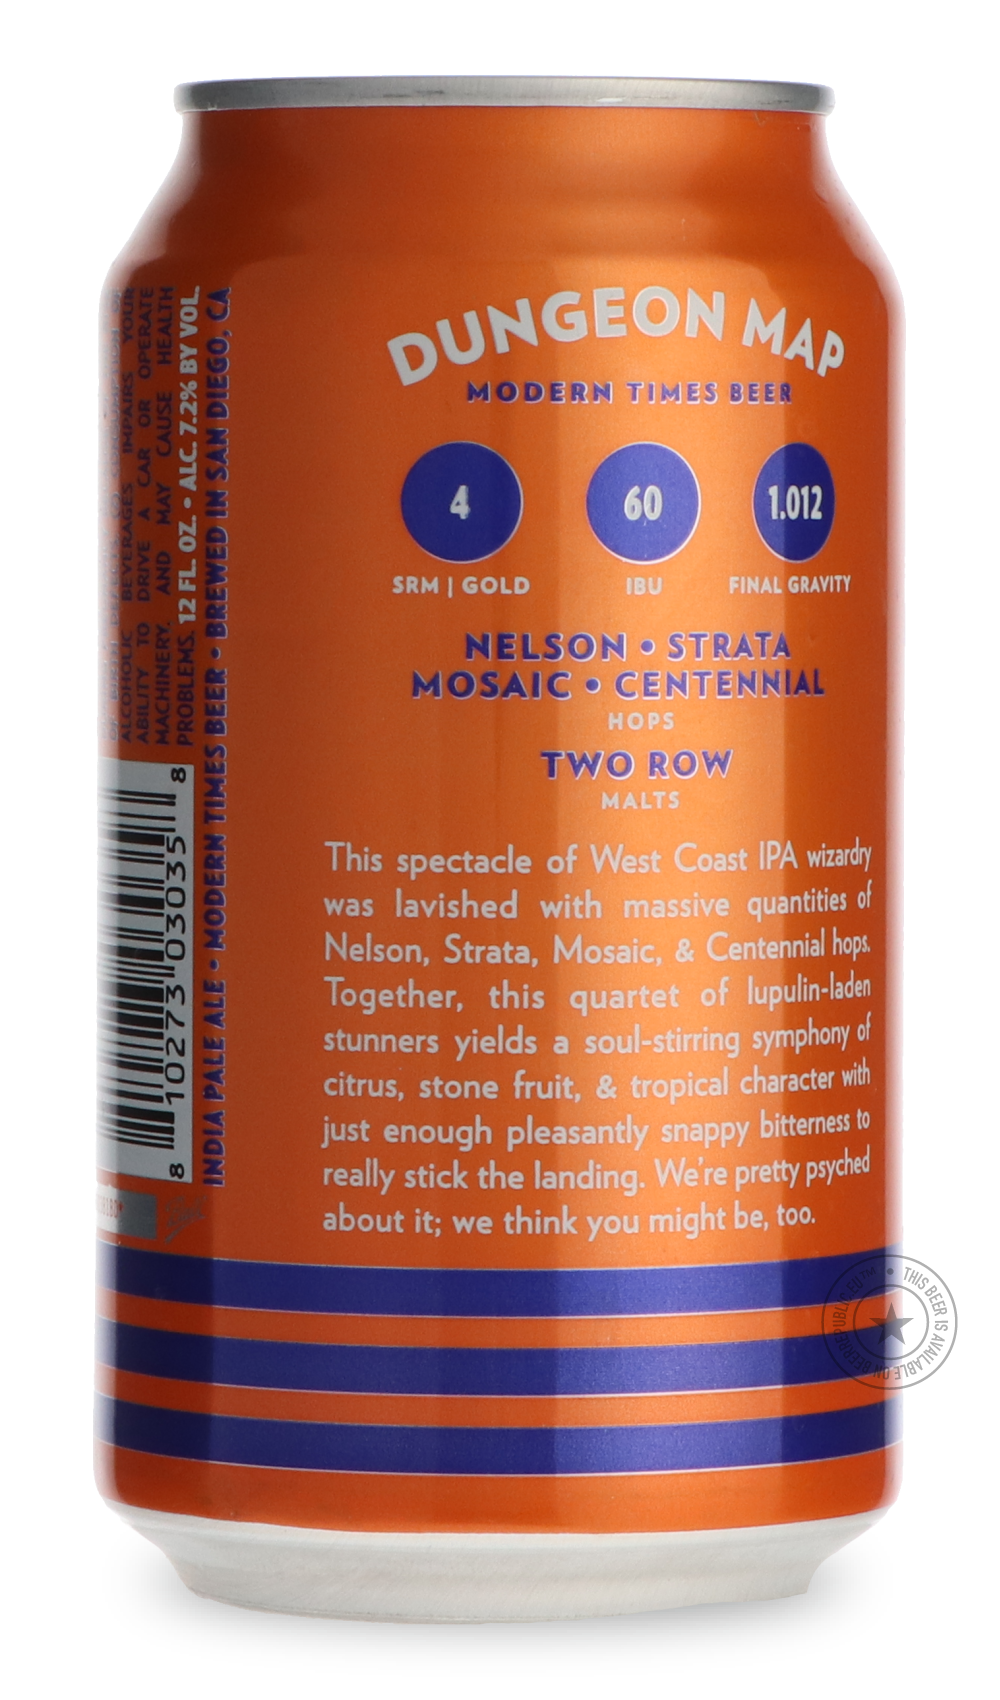 DUNGEON MAP
MODERN TIMES BEER
4
60
1.012
SRM | GOLD
IBU
FINAL GRAVITY
NELSON • STRATA
MOSAIC • CENTENNIAL
HOPS
TWO ROW
MALTS
This spectacle of West Coast IPA wizardry
was lavished with massive quantities of
Nelson, Strata, Mosaic, & Centennial hops.
Together, this quartet of lupulin-laden
stunners yields a soul-stirring symphony of
citrus, stone fruit, & tropical character with
just enough pleasantly snappy bitterness to
really stick the landing. We're pretty psyched
about it; we think you might be, too.
ALCOHOLIC BEVERAGES IMPAIRS YOUR
ABILITY TO DRIVE A CAR OR OPERATE
MACHINERY, AND MAY CAUSE HEALTH
PROBLEMS. 12 FL. OZ. • ALC. 7.2% BY VOL.
INDIA PALE ALE • MODERN TIMES BEER • BREWED IN SAN DIEGO, CA
8 10273 03035 8
THIS BEER IS AVAILABLE ON BEERREPUBLIC.EU™